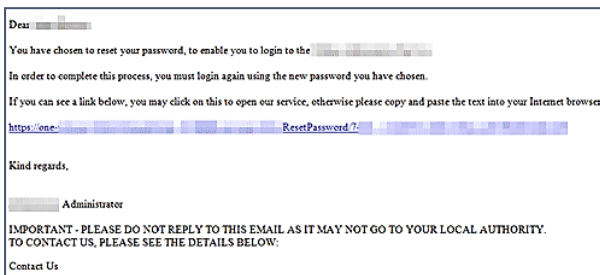 Dear
You have chosen to reset your password, to enable you to login to the
In order to complete this process, you must login again using the new password you have chosen.
If you can see a link below, you may click on this to open our service, otherwise please copy and paste the text into your Internet browser
https://one- ResetPassword/7-
Kind regards,
Administrator
IMPORTANT - PLEASE DO NOT REPLY TO THIS EMAIL AS IT MAY NOT GO TO YOUR LOCAL AUTHORITY.
TO CONTACT US, PLEASE SEE THE DETAILS BELOW:
Contact Us